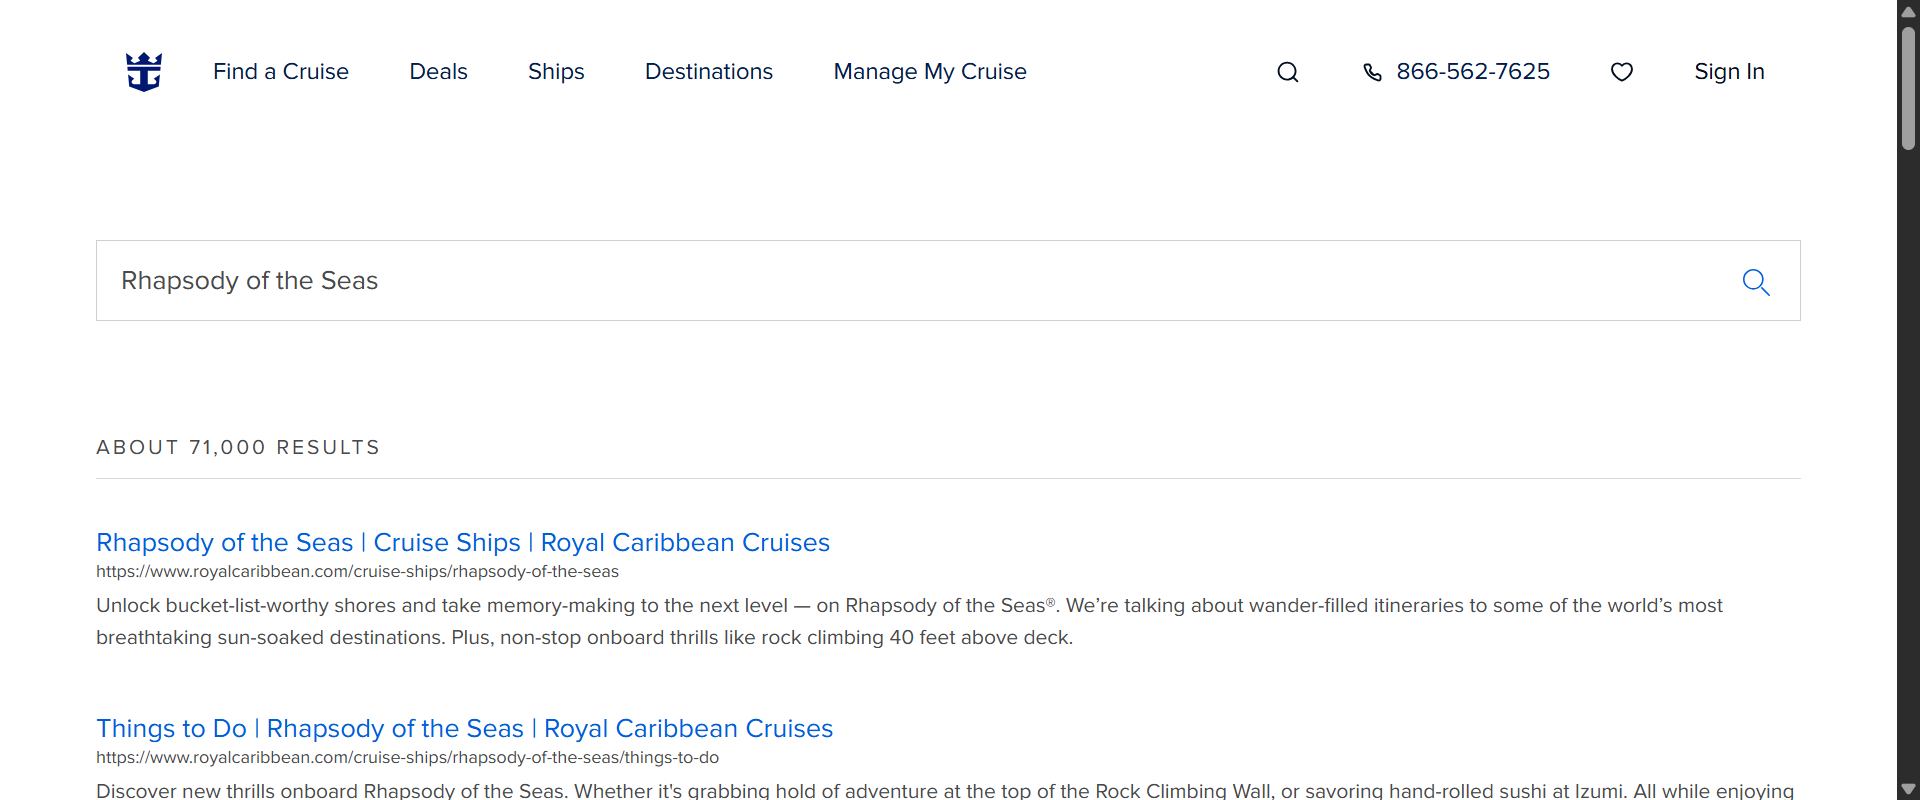 Find a Cruise Deals Ships Destinations Manage My Cruise 866-562-7625 Sign In
Rhapsody of the Seas
ABOUT 71,000 RESULTS
Rhapsody of the Seas | Cruise Ships | Royal Caribbean Cruises
https://www.royalcaribbean.com/cruise-ships/rhapsody-of-the-seas
Unlock bucket-list-worthy shores and take memory-making to the next level — on Rhapsody of the Seas®. We’re talking about wander-filled itineraries to some of the world’s most
breathtaking sun-soaked destinations. Plus, non-stop onboard thrills like rock climbing 40 feet above deck.
Things to Do | Rhapsody of the Seas | Royal Caribbean Cruises
https://www.royalcaribbean.com/cruise-ships/rhapsody-of-the-seas/things-to-do
Discover new thrills onboard Rhapsody of the Seas. Whether it's grabbing hold of adventure at the top of the Rock Climbing Wall, or savoring hand-rolled sushi at Izumi. All while enjoying